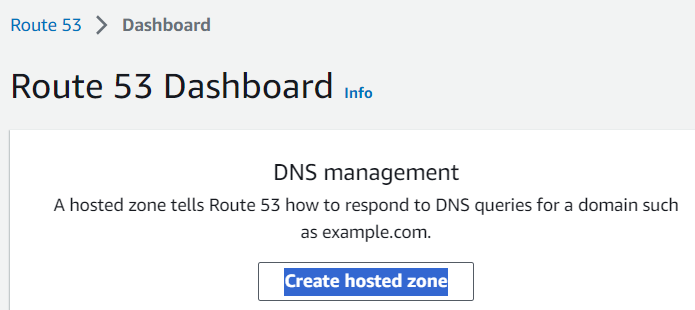 Route 53 > Dashboard
Route 53 Dashboard Info
DNS management
A hosted zone tells Route 53 how to respond to DNS queries for a domain such
as example.com.
Create hosted zone